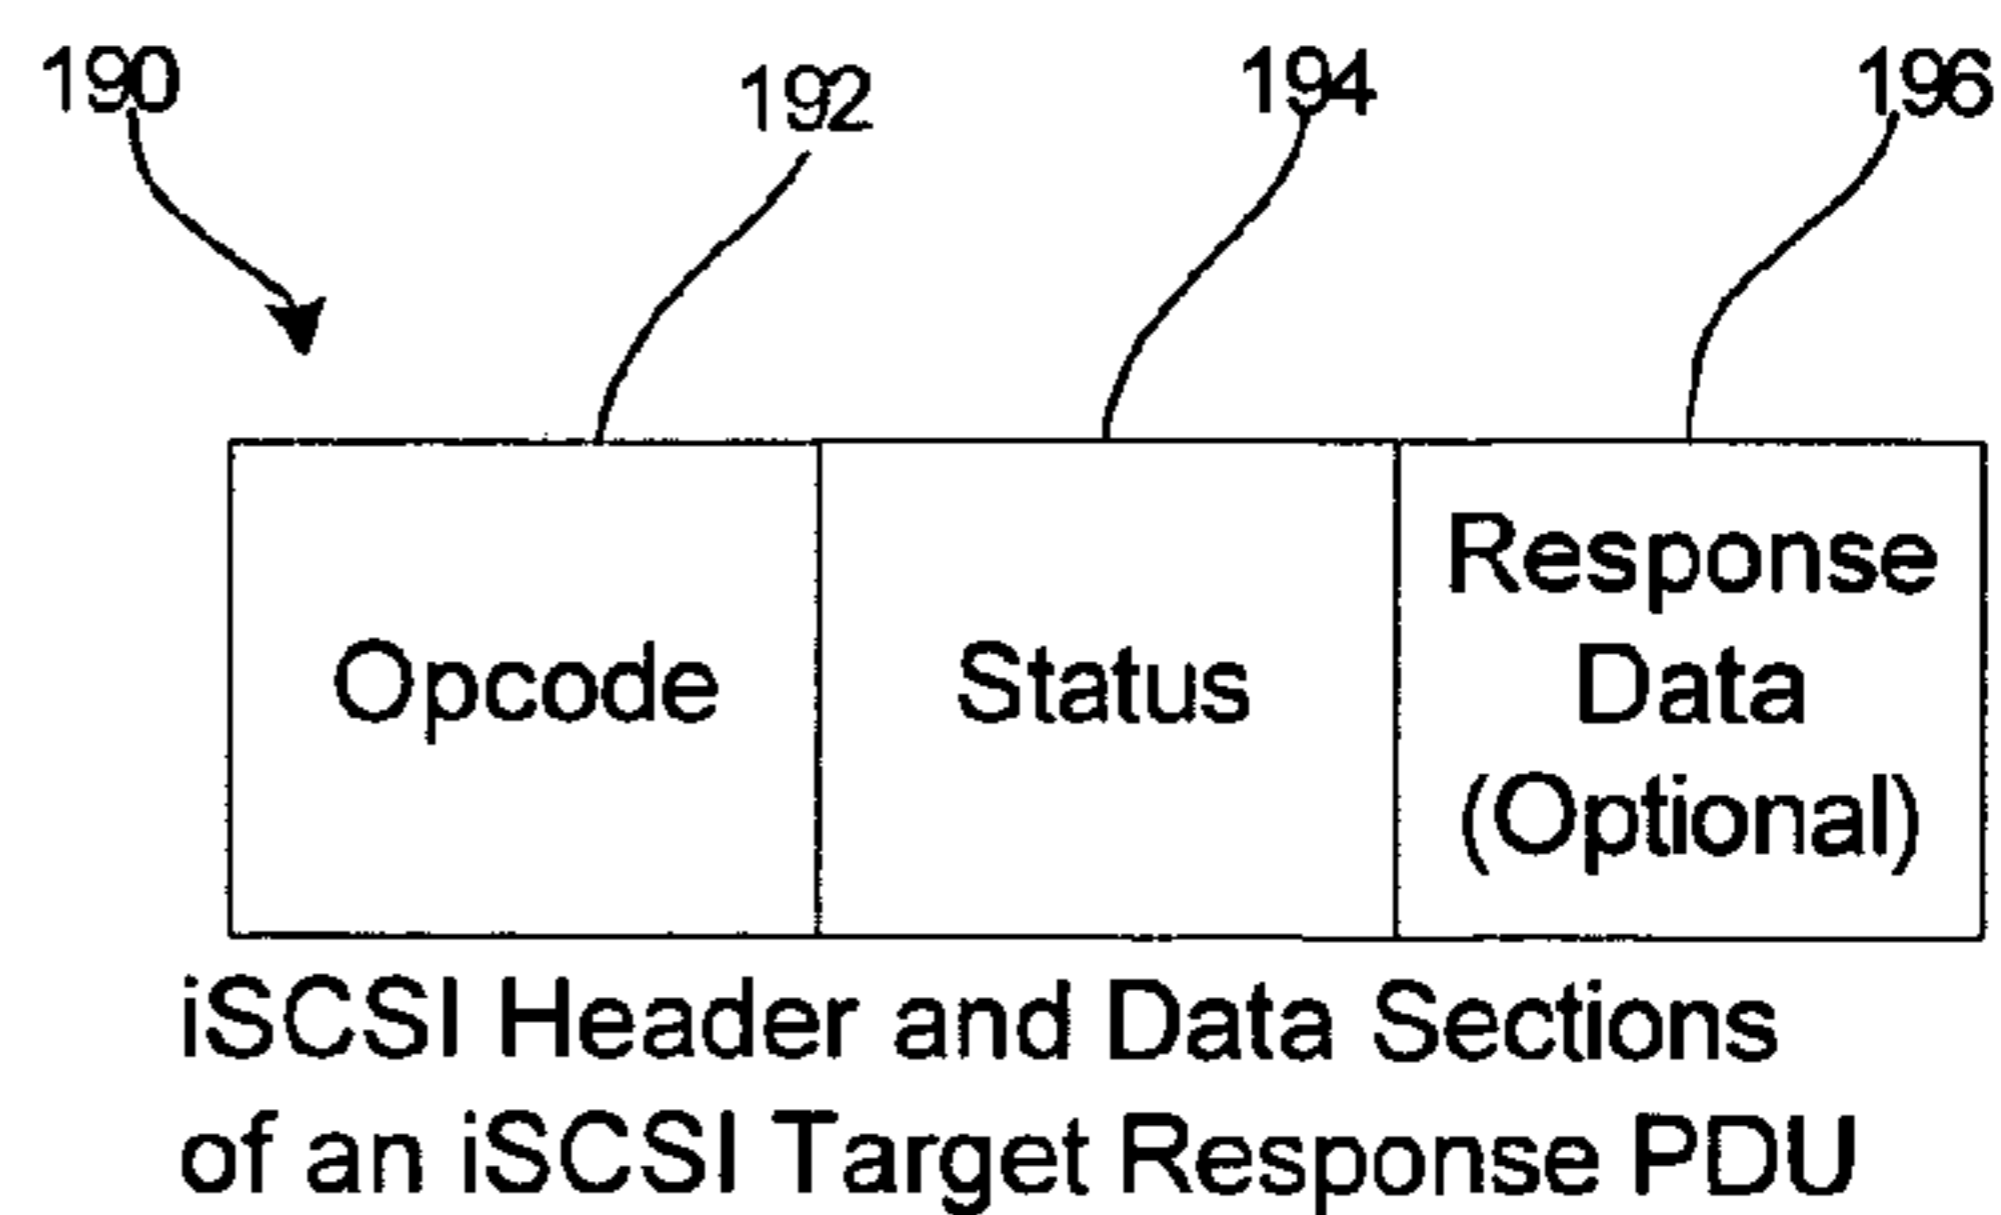 190
192
194
196
Opcode
Status
Response
Data
(Optional)
iSCSI Header and Data Sections
of an iSCSI Target Response PDU